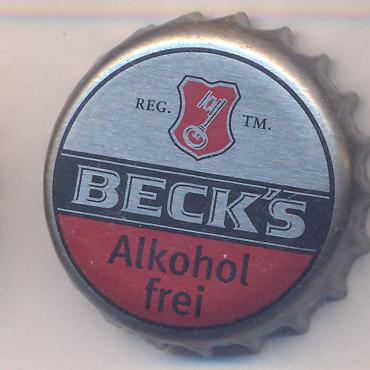 REG. TM.
BECK'S
Alkohol
frei